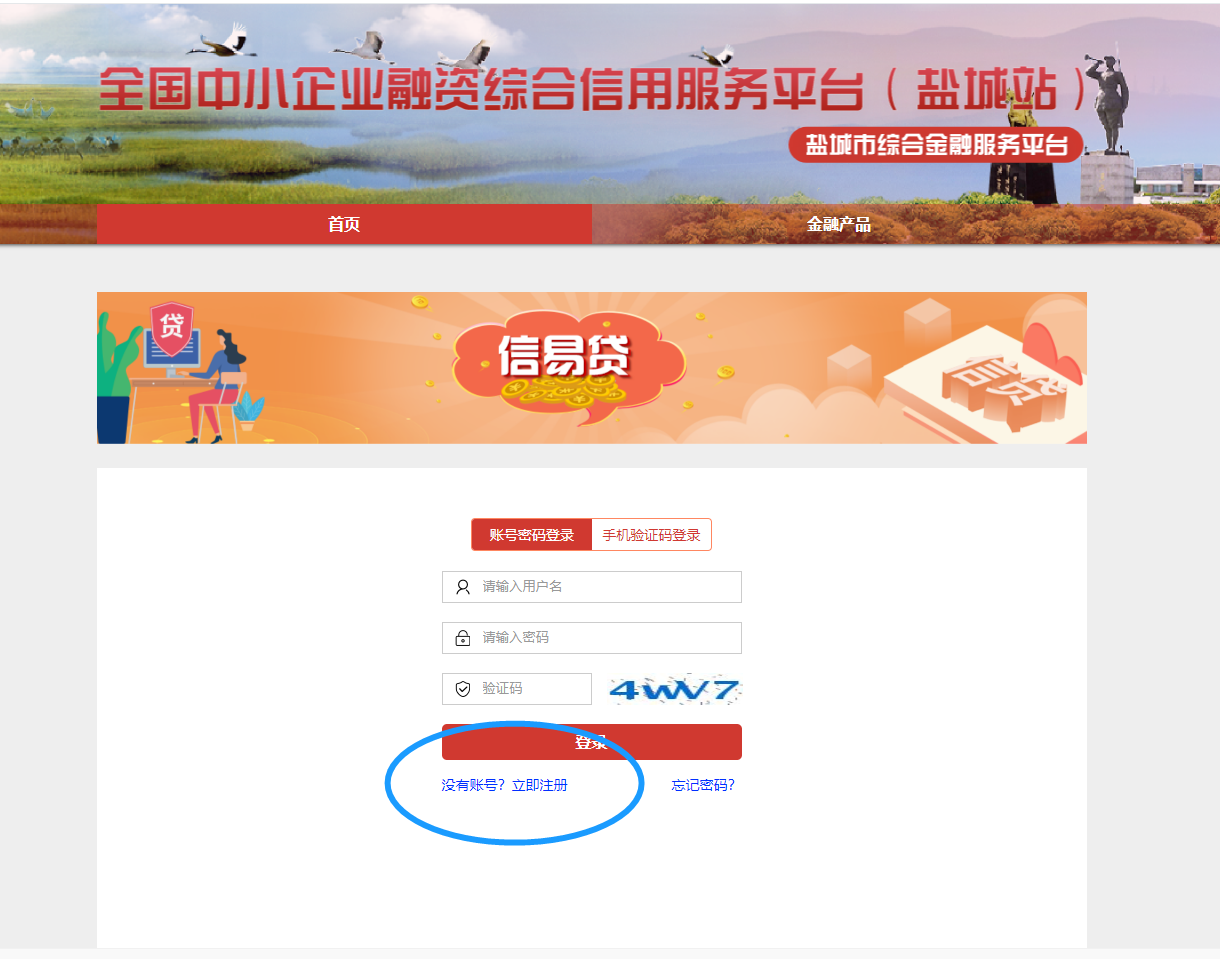 全国中小企业融资综合信用服务平台（盐城站）
盐城市综合金融服务平台
首页 金融产品
贷
信易贷
信贷
账号密码登录 手机验证码登录
请输入用户名
请输入密码
验证码 4wV7
登录
没有账号？立即注册 忘记密码？